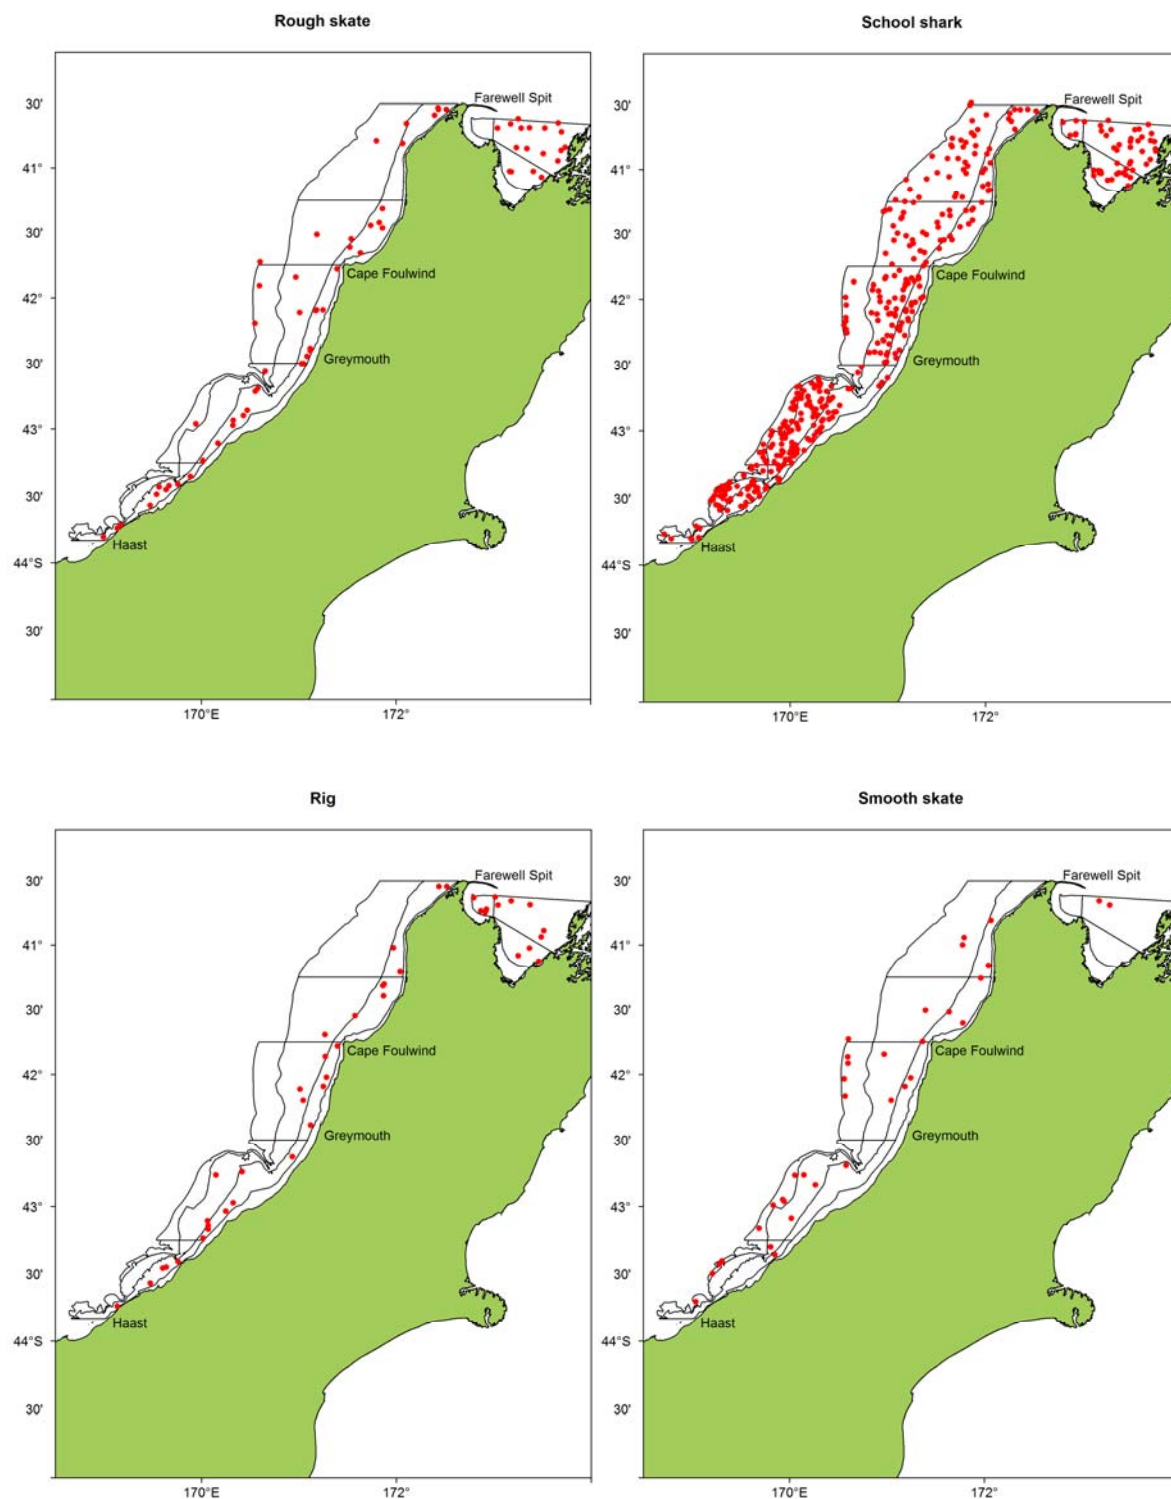 Rough skate
School shark
30'
Farewell Spit
41°
30'
Cape Foulwind
42°
30'
Greymouth
43°
30'
Haast
44°S
30'
170°E
172°
30'
Farewell Spit
41°
30'
Cape Foulwind
42°
30'
Greymouth
43°
30'
Haast
44°S
30'
170°E
172°
Rig
Smooth skate
30'
Farewell Spit
41°
30'
Cape Foulwind
42°
30'
Greymouth
43°
30'
Haast
44°S
30'
170°E
172°
30'
Farewell Spit
41°
30'
Cape Foulwind
42°
30'
Greymouth
43°
30'
Haast
44°S
30'
170°E
172°